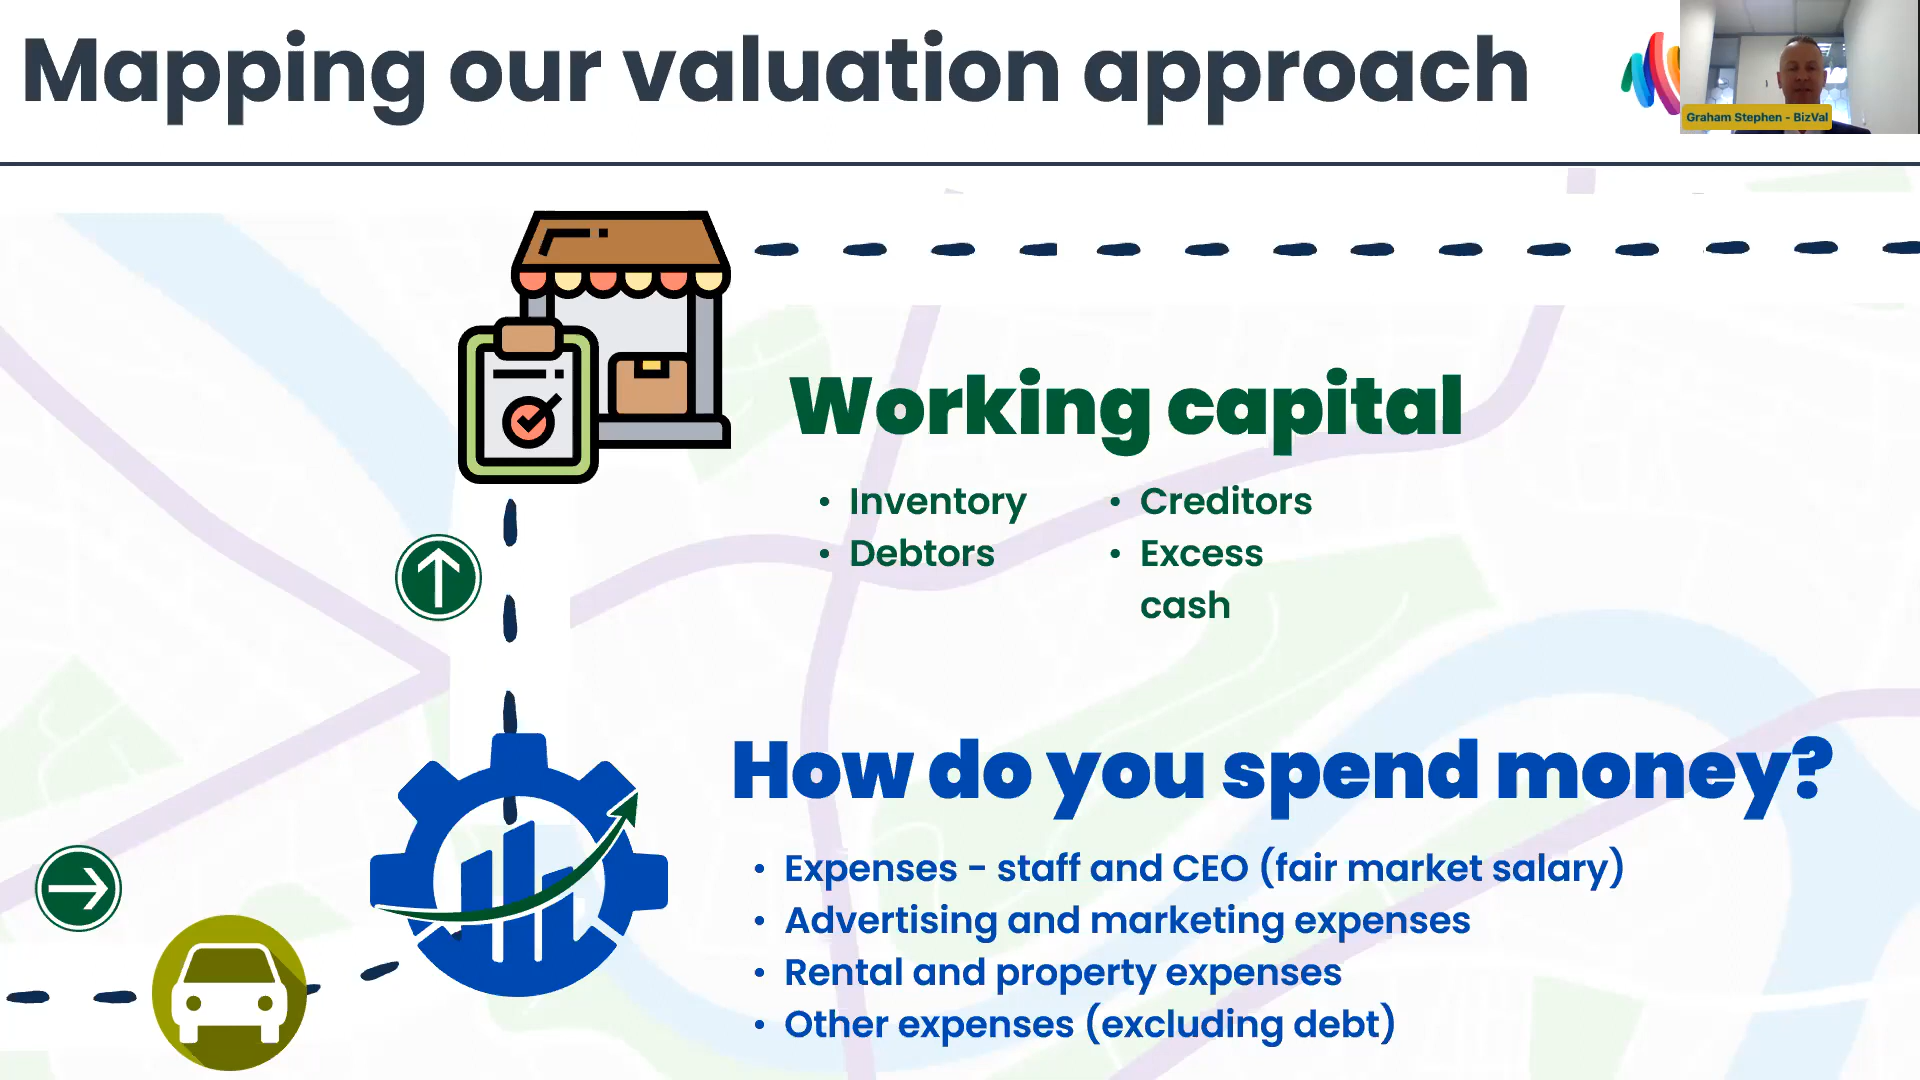 Mapping our valuation approach
Graham Stephen - BizVal
Working capital
• Inventory
• Debtors
• Creditors
• Excess
cash
How do you spend money?
• Expenses - staff and CEO (fair market salary)
• Advertising and marketing expenses
• Rental and property expenses
• Other expenses (excluding debt)